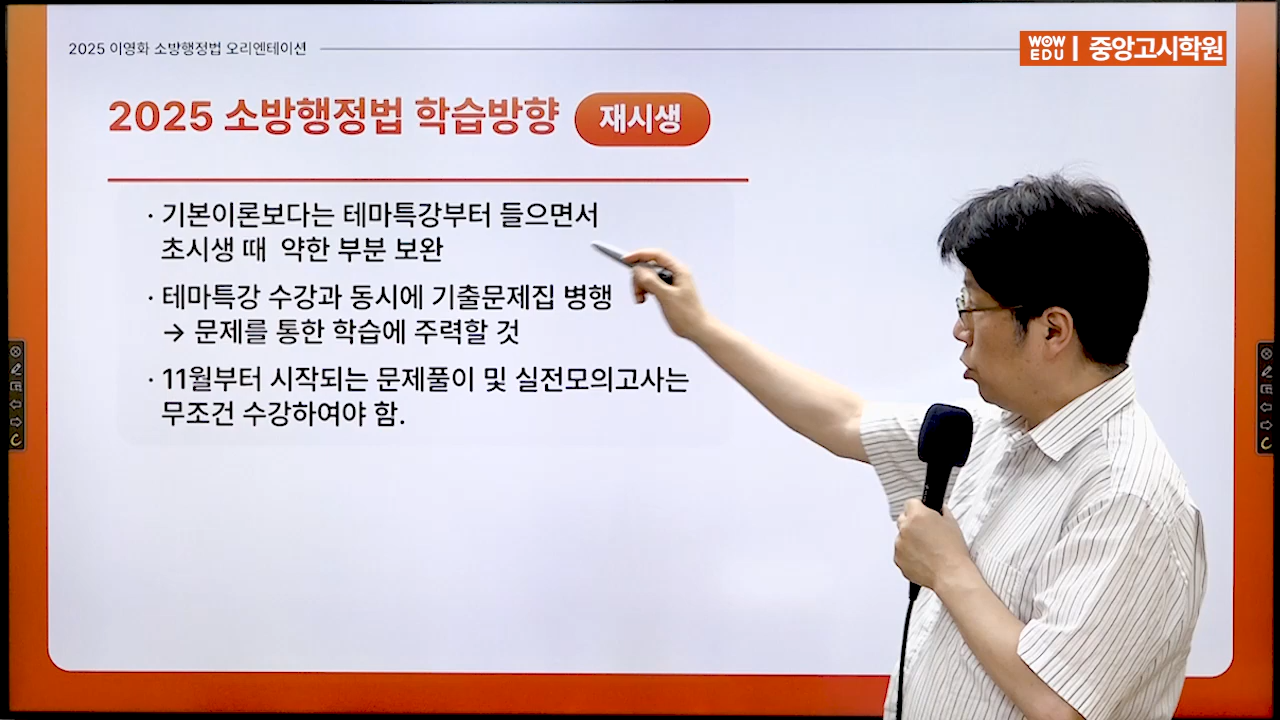 2025 이영화 소방행정법 오리엔테이션
WOW EDU | 중앙고시학원
2025 소방행정법 학습방향 재시생
· 기본이론보다는 테마특강부터 들으면서
초시생 때 약한 부분 보완
· 테마특강 수강과 동시에 기출문제집 병행
→ 문제를 통한 학습에 주력할 것
· 11월부터 시작되는 문제풀이 및 실전모의고사는
무조건 수강하여야 함.